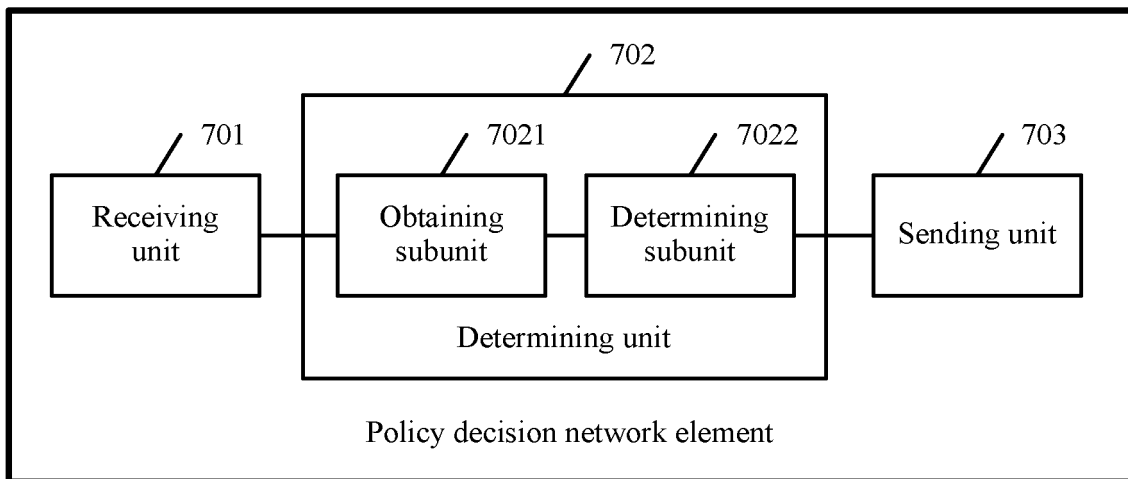 702
701
7021
7022
703
Receiving
unit
Obtaining
subunit
Determining
subunit
Sending unit
Determining unit
Policy decision network element